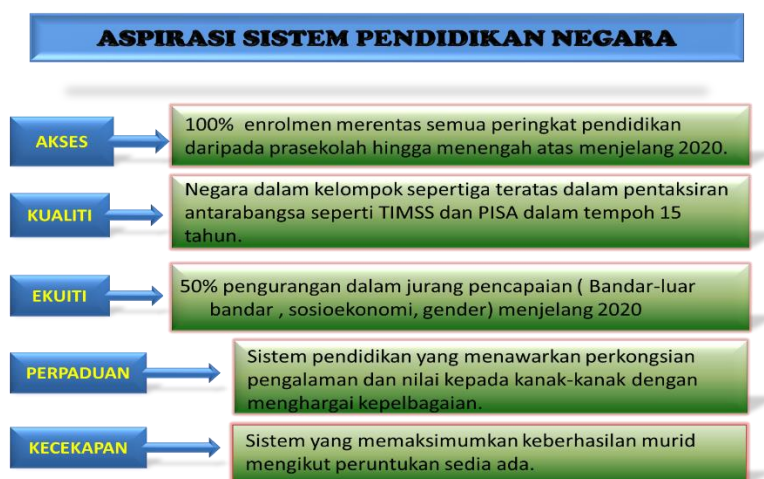 ASPIRASI SISTEM PENDIDIKAN NEGARA
AKSES
100% enrolmen merentas semua peringkat pendidikan
daripada prasekolah hingga menengah atas menjelang 2020.
KUALITI
Negara dalam kelompok sepertiga teratas dalam pentaksiran
antarabangsa seperti TIMSS dan PISA dalam tempoh 15
tahun.
EKUITI
50% pengurangan dalam jurang pencapaian ( Bandar-luar
bandar , sosioekonomi, gender) menjelang 2020
PERPADUAN
Sistem pendidikan yang menawarkan perkongsian
pengalaman dan nilai kepada kanak-kanak dengan
menghargai kepelbagaian.
KECEKAPAN
Sistem yang memaksimumkan keberhasilan murid
mengikut peruntukan sedia ada.